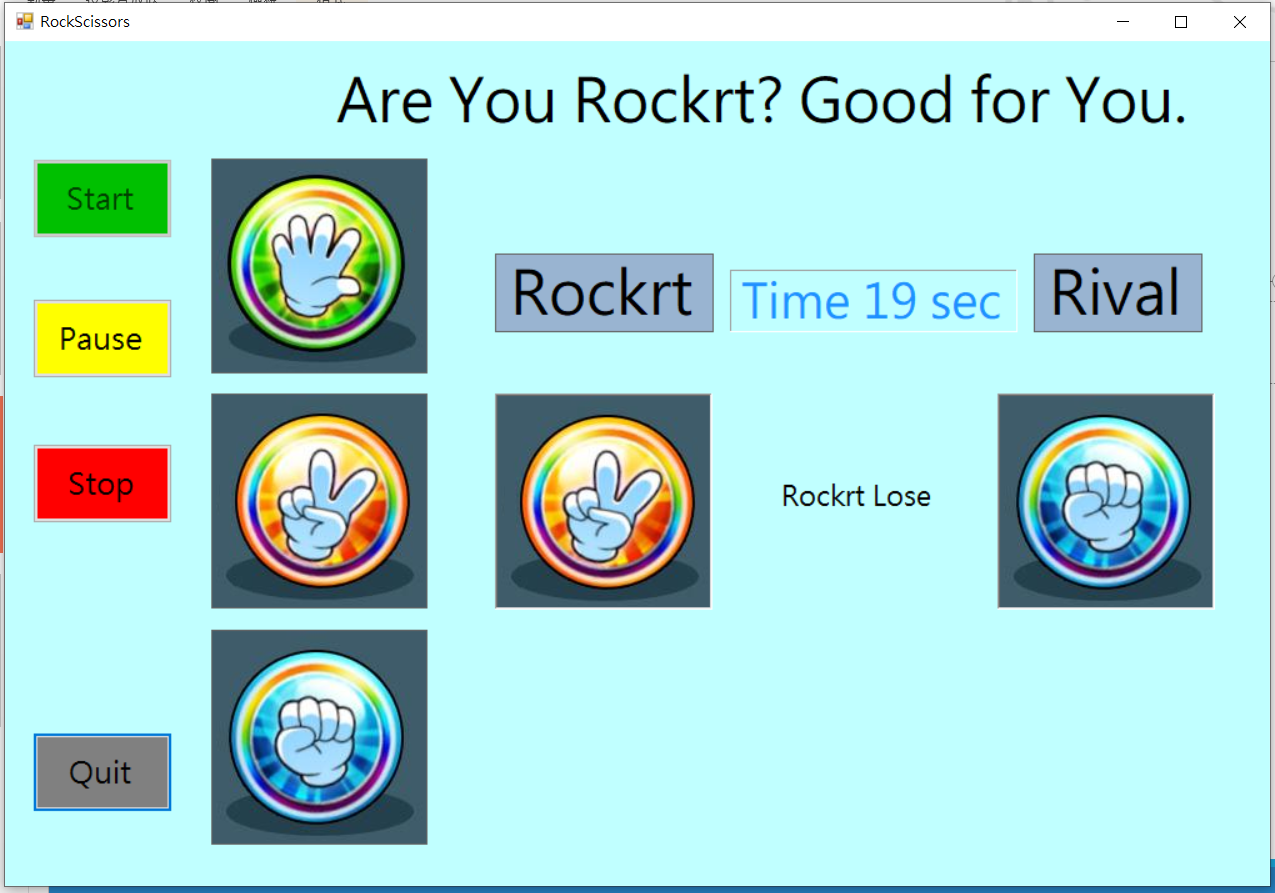 RockScissors
Are You Rockrt? Good for You.
Start
Pause
Stop
Quit
Rockrt
Time 19 sec
Rival
Rockrt Lose